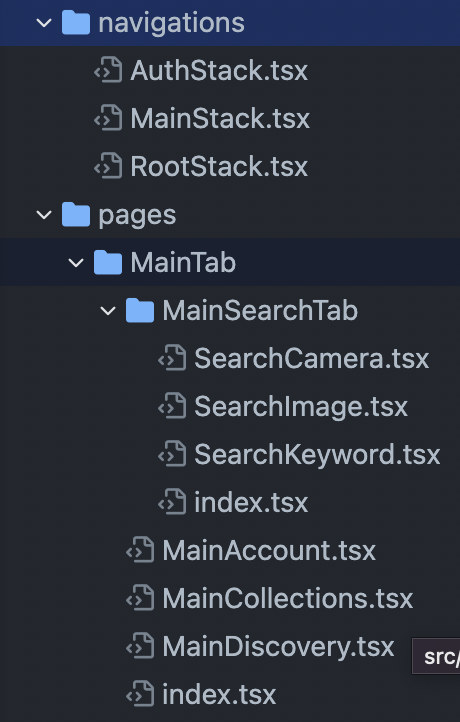 navigations
AuthStack.tsx
MainStack.tsx
RootStack.tsx
pages
MainTab
MainSearchTab
SearchCamera.tsx
SearchImage.tsx
SearchKeyword.tsx
index.tsx
MainAccount.tsx
MainCollections.tsx
MainDiscovery.tsx
src/
index.tsx